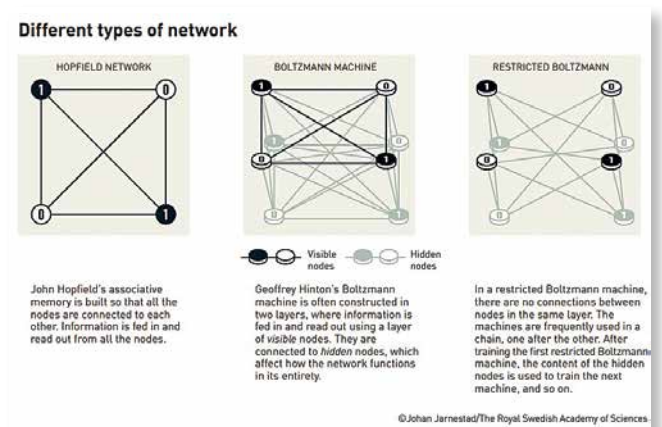 Different types of network
HOPFIELD NETWORK
1
0
0
1
BOLTZMANN MACHINE
1
0
1
1
0
1
0
1
RESTRICTED BOLTZMANN
1
0
1
0
0
1
0
1
Visible
nodes
Hidden
nodes
John Hopfield's associative
memory is built so that all the
nodes are connected to each
other. Information is fed in and
read out from all the nodes.
Geoffrey Hinton's Boltzmann
machine is often constructed in
two layers, where information is
fed in and read out using a layer
of visible nodes. They are
connected to hidden nodes, which
affect how the network functions
in its entirety.
In a restricted Boltzmann machine,
there are no connections between
nodes in the same layer. The
machines are frequently used in a
chain, one after the other. After
training the first restricted Boltzmann
machine, the content of the hidden
nodes is used to train the next
machine, and so on.
©Johan Jarnestad/The Royal Swedish Academy of Sciences